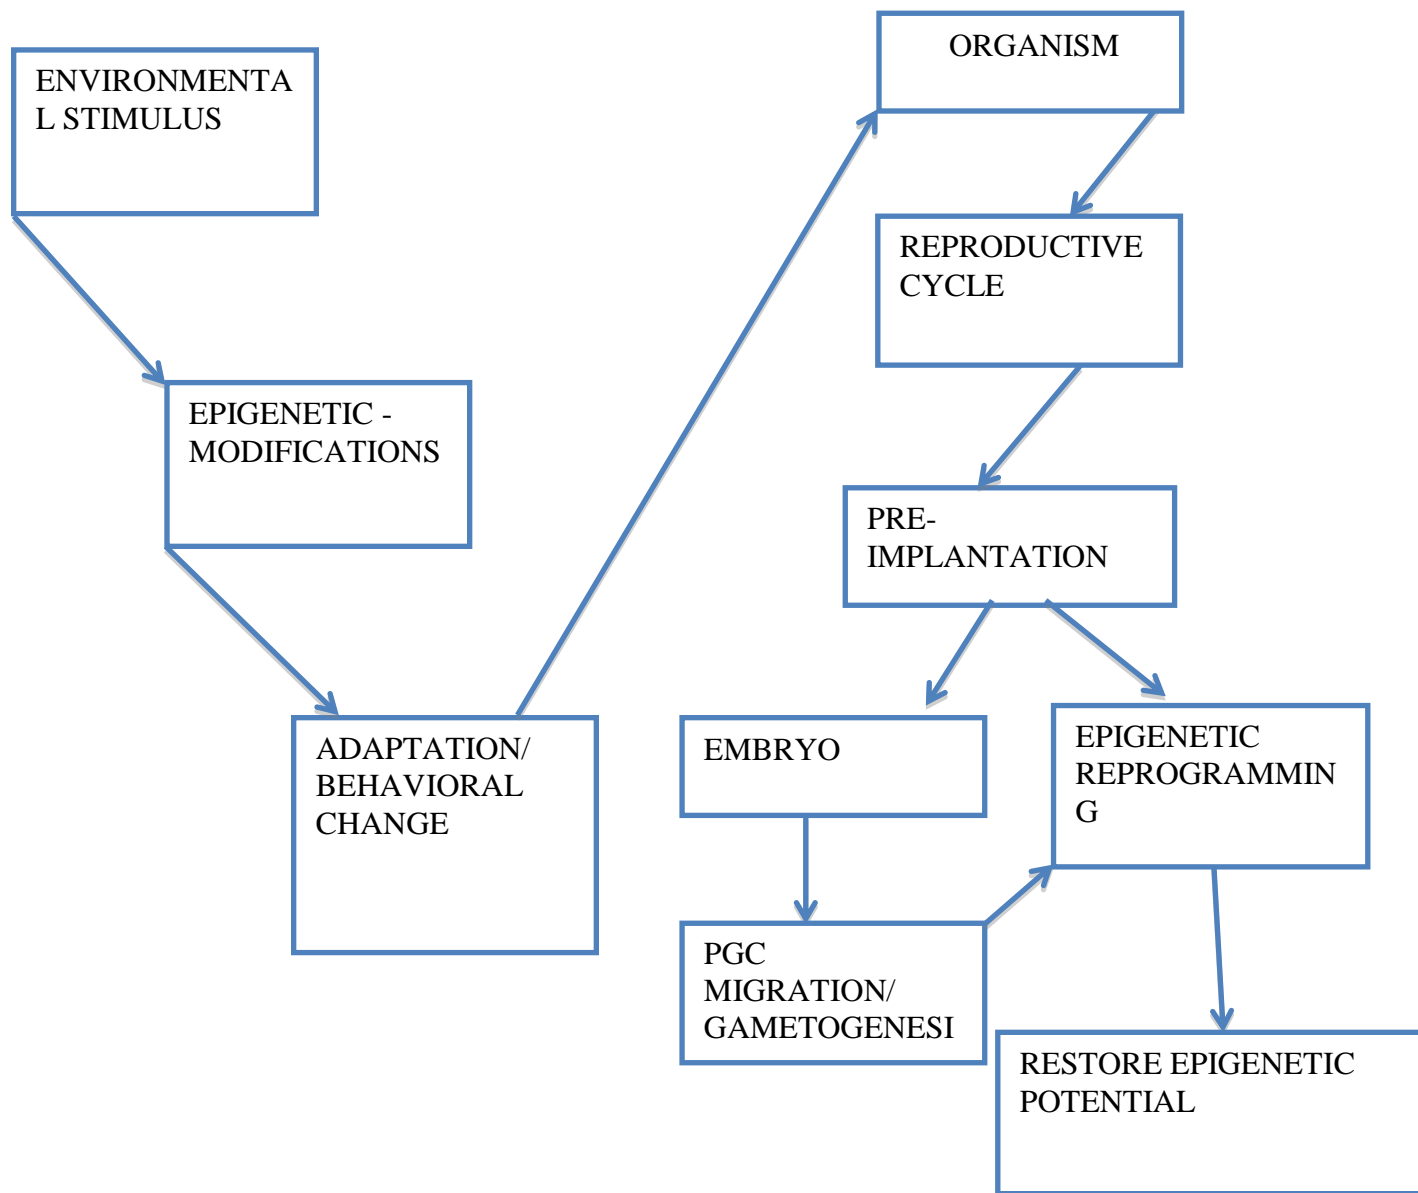 ENVIRONMENTA
L STIMULUS
EPIGENETIC -
MODIFICATIONS
ADAPTATION/
BEHAVIORAL
CHANGE
ORGANISM
REPRODUCTIVE
CYCLE
PRE-
IMPLANTATION
EMBRYO
EPIGENETIC
REPROGRAMMIN
G
PGC
MIGRATION/
GAMETOGENESI
RESTORE EPIGENETIC
POTENTIAL